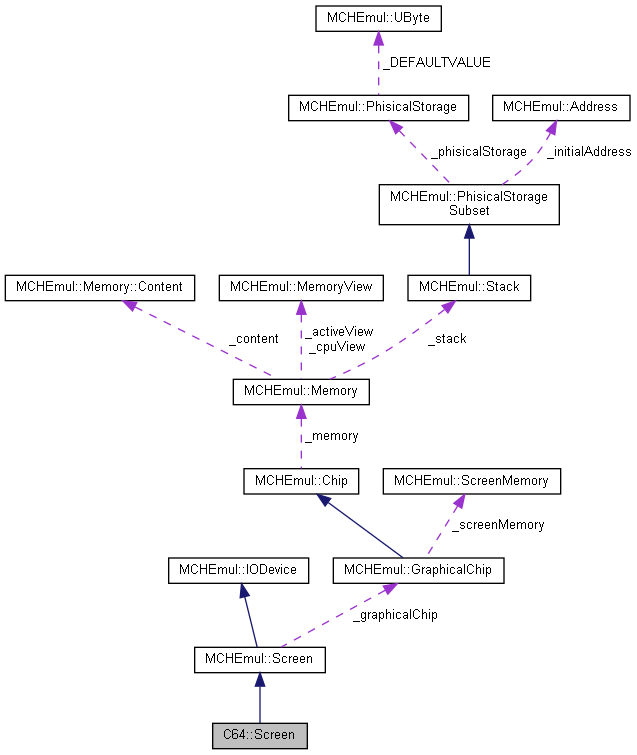 MCHEmul::UByte
_DEFAULTVALUE
MCHEmul::PhisicalStorage
MCHEmul::Address
_phisicalStorage
_initialAddress
MCHEmul::PhisicalStorage
Subset
MCHEmul::Memory::Content
MCHEmul::MemoryView
MCHEmul::Stack
_content
_activeView
_cpuView
_stack
MCHEmul::Memory
_memory
MCHEmul::Chip
MCHEmul::ScreenMemory
_screenMemory
MCHEmul::IODevice
MCHEmul::GraphicalChip
_graphicalChip
MCHEmul::Screen
C64::Screen